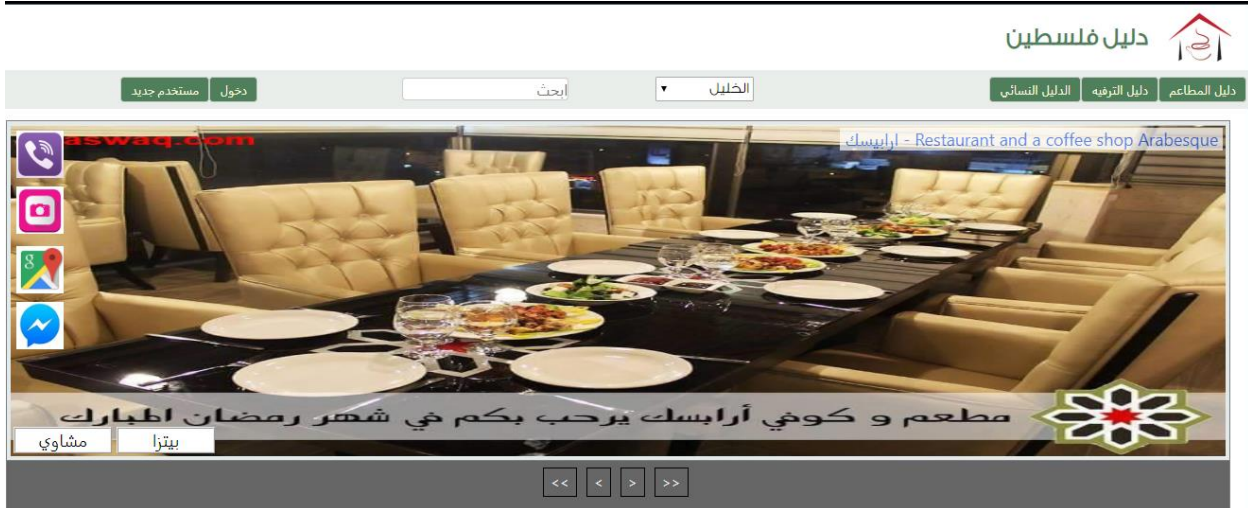 دليل فلسطين
دليل المطاعم
دليل الترفيه
الدليل النسائي
الخليل
ابحث
دخول
مستخدم جديد
ارابيسك - Restaurant and a coffee shop Arabesque
aswaq.com
مطعم و كوفي أرابسك يرحب بكم في شهر رمضان المبارك
بيتزا
مشاوي
<< < > >>